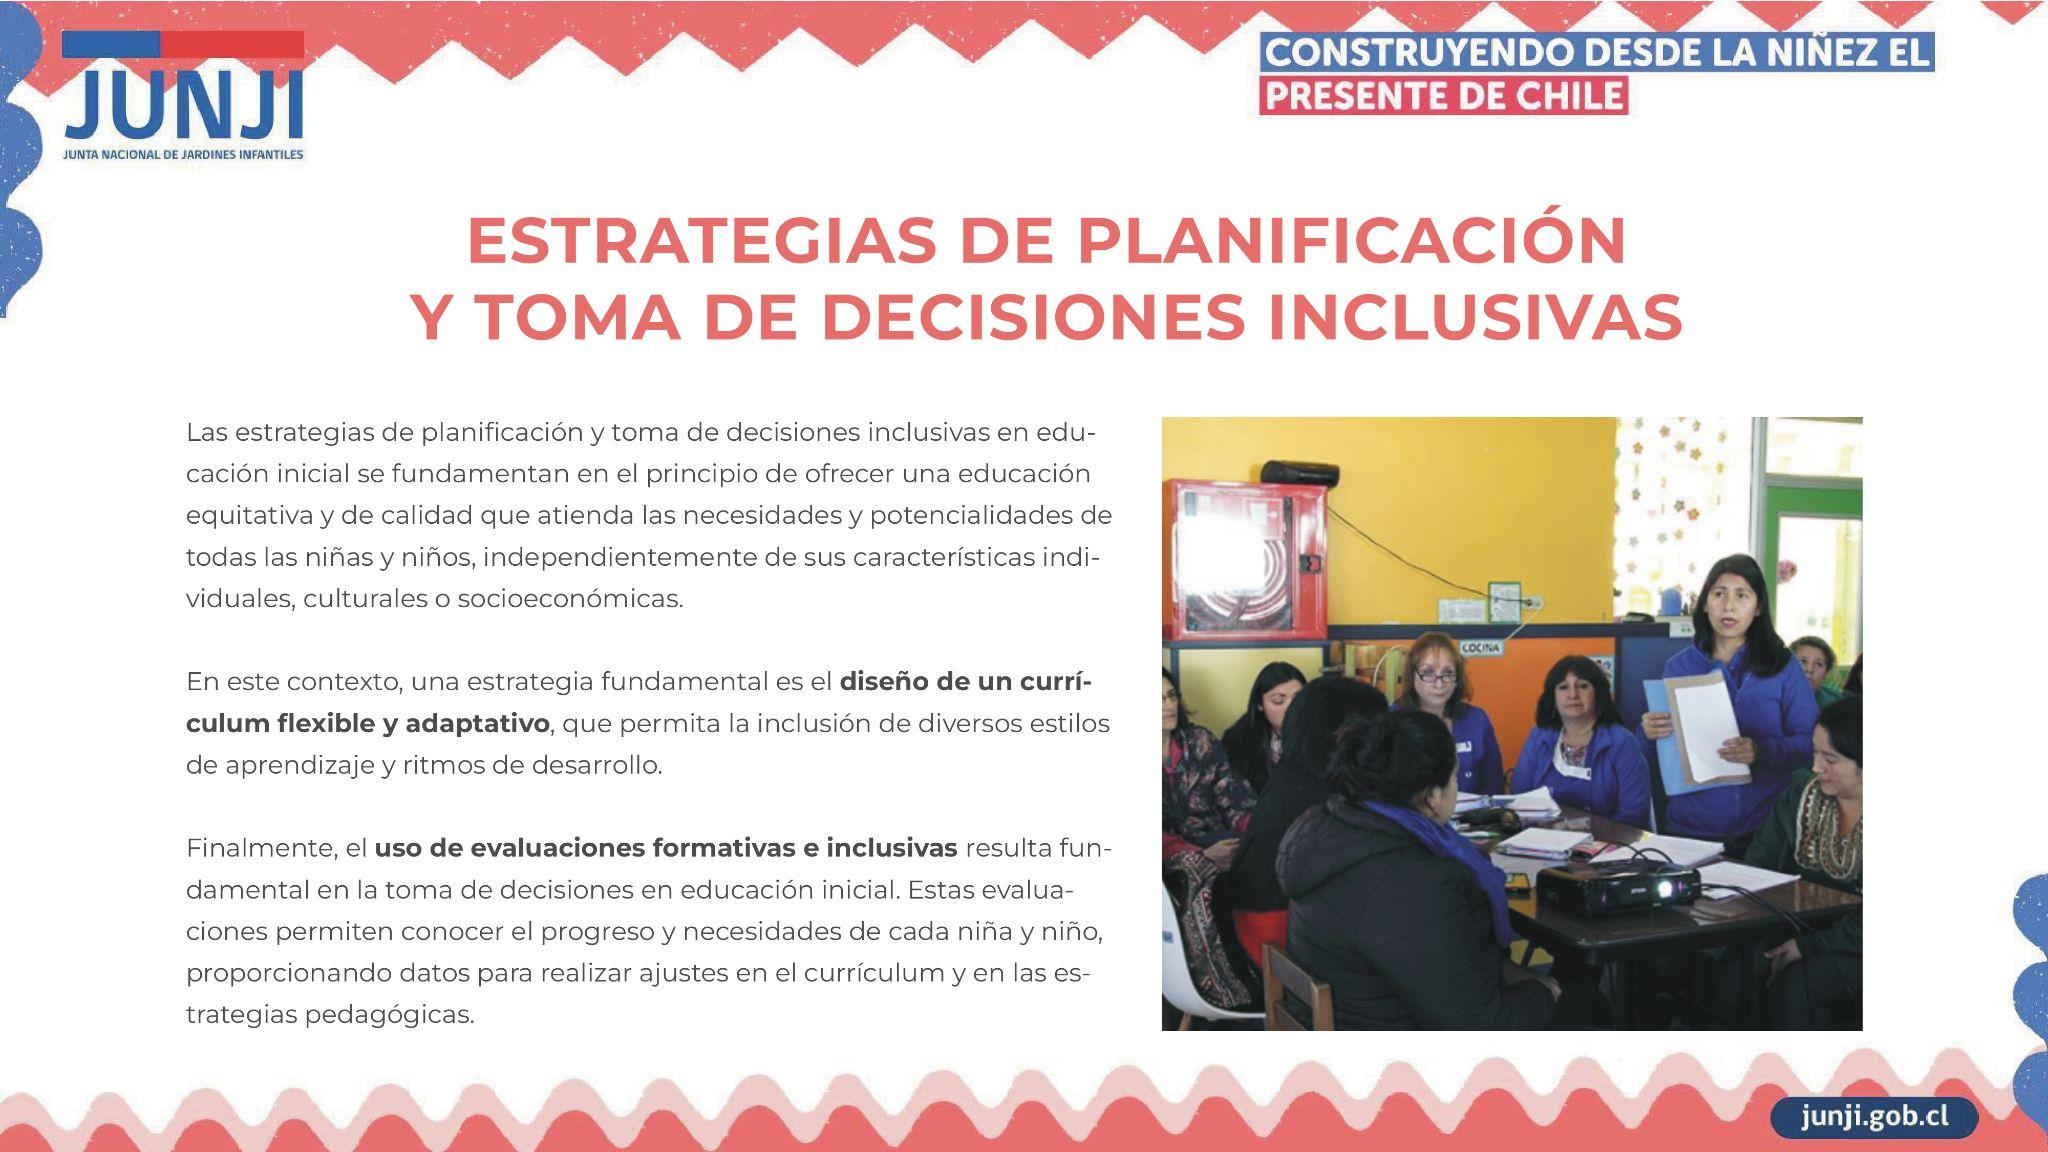 JUNJI
JUNTA NACIONAL DE JARDINES INFANTILES
CONSTRUYENDO DESDE LA NIÑEZ EL
PRESENTE DE CHILE
ESTRATEGIAS DE PLANIFICACIÓN
Y TOMA DE DECISIONES INCLUSIVAS
Las estrategias de planificación y toma de decisiones inclusivas en edu-
cación inicial se fundamentan en el principio de ofrecer una educación
equitativa y de calidad que atienda las necesidades y potencialidades de
todas las niñas y niños, independientemente de sus características indi-
viduales, culturales o socioeconómicas.
En este contexto, una estrategia fundamental es el diseño de un currí-
culum flexible y adaptativo, que permita la inclusión de diversos estilos
de aprendizaje y ritmos de desarrollo.
Finalmente, el uso de evaluaciones formativas e inclusivas resulta fun-
damental en la toma de decisiones en educación inicial. Estas evalua-
ciones permiten conocer el progreso y necesidades de cada niña y niño,
proporcionando datos para realizar ajustes en el currículum y en las es-
trategias pedagógicas.
COCINA
EPSON
junji.gob.cl